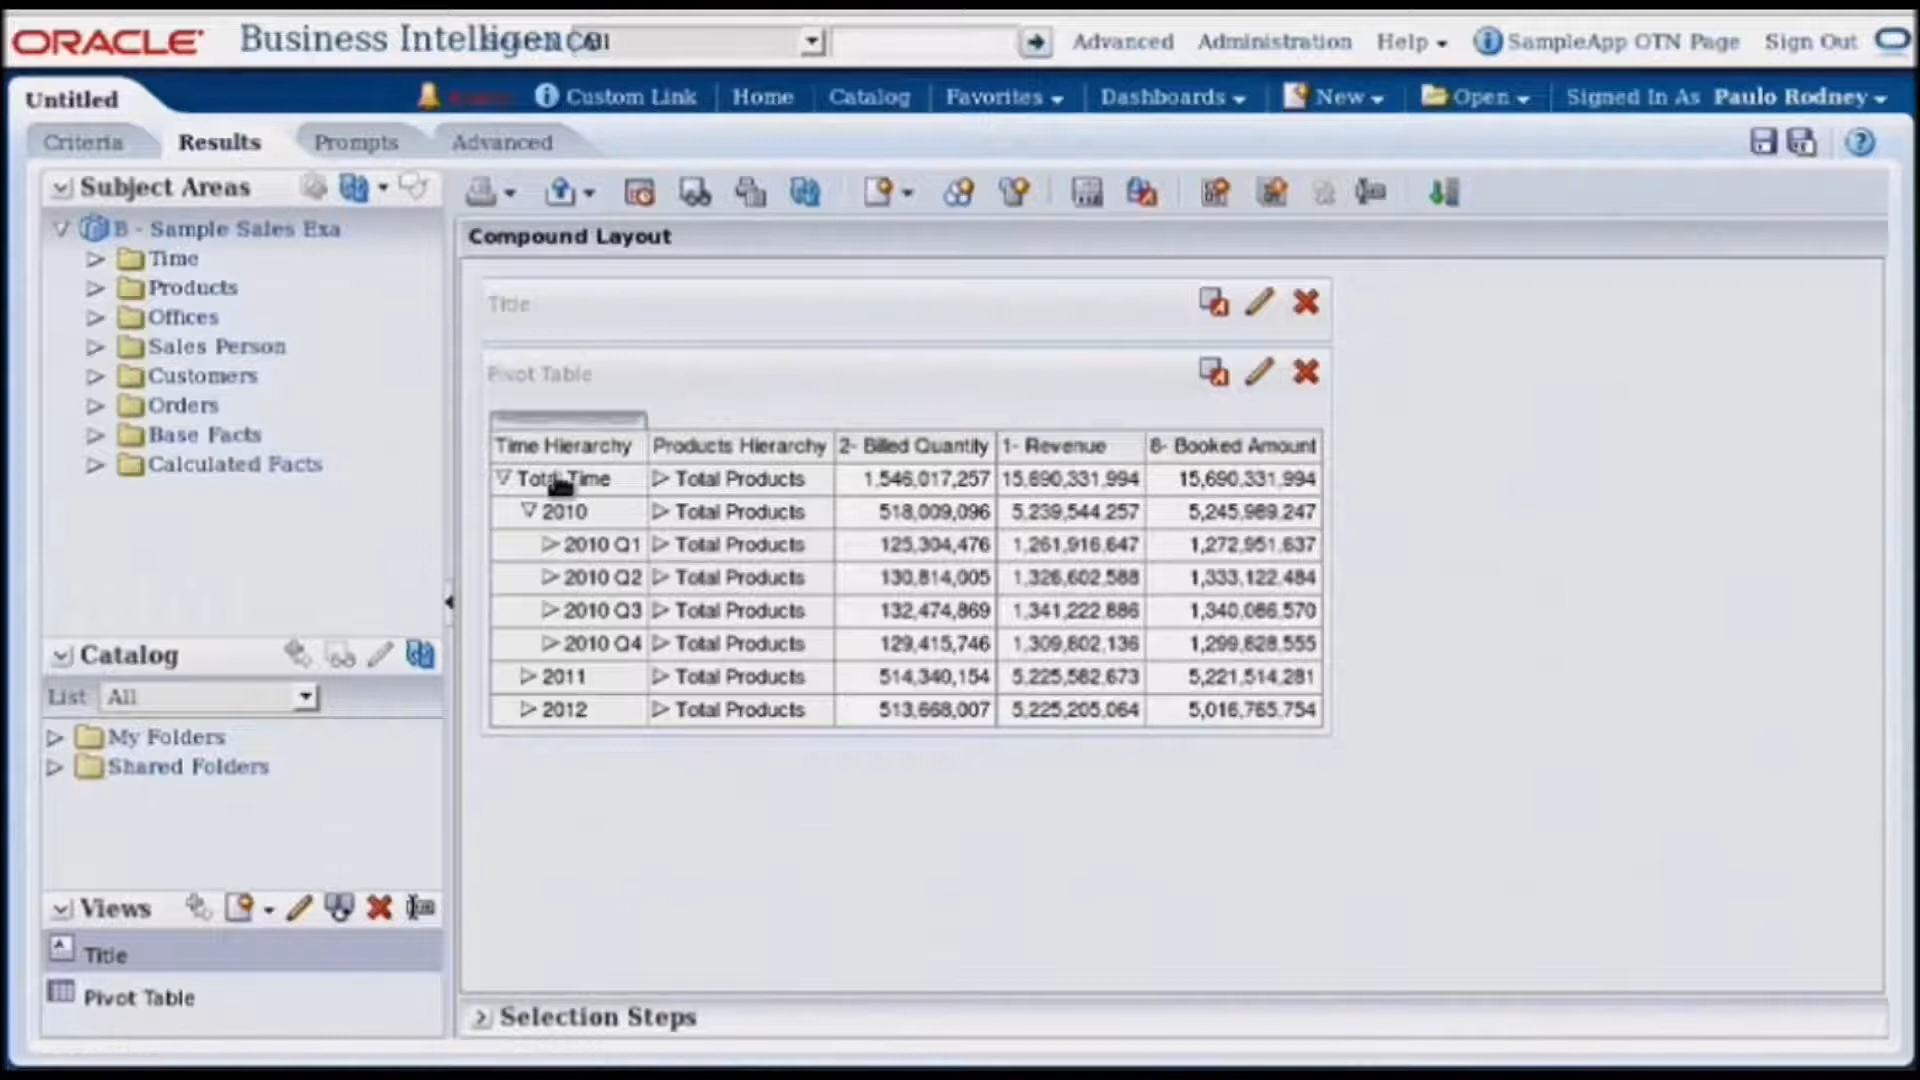 ORACLE Business Intelligence
Advanced Administration Help SampleApp OTN Page Sign Out
Untitled
Custom Link Home Catalog Favorites Dashboards New Open Signed In As Paulo Rodney
Criteria Results Prompts Advanced
Subject Areas
B - Sample Sales Exa
Time
Products
Offices
Sales Person
Customers
Orders
Base Facts
Calculated Facts
Catalog
List All
My Folders
Shared Folders
Views
Title
Pivot Table
Compound Layout
Title
Pivot Table
Time Hierarchy Products Hierarchy 2- Billed Quantity 1- Revenue 8- Booked Amount
Total Time Total Products 1,546,017,257 15,690,331,994 15,690,331,994
2010 Total Products 518,009,096 5,239,544,257 5,245,989,247
2010 Q1 Total Products 125,304,476 1,261,916,647 1,272,951,637
2010 Q2 Total Products 130,814,005 1,326,602,588 1,333,122,484
2010 Q3 Total Products 132,474,869 1,341,222,886 1,340,086,570
2010 Q4 Total Products 129,415,746 1,309,802,136 1,299,828,555
2011 Total Products 514,340,154 5,225,582,673 5,221,514,281
2012 Total Products 513,668,007 5,225,205,064 5,016,765,754
Selection Steps